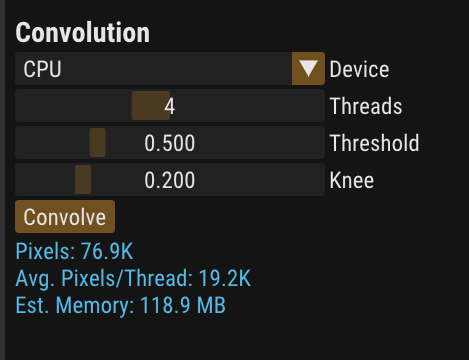 Convolution
CPU Device
4 Threads
0.500 Threshold
0.200 Knee
Convolve
Pixels: 76.9K
Avg. Pixels/Thread: 19.2K
Est. Memory: 118.9 MB